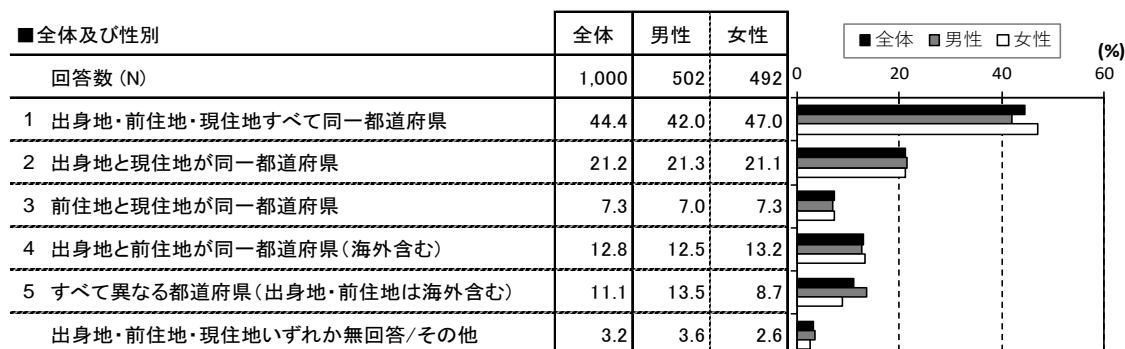 ■全体及び性別 全体 男性 女性 ■全体 ■男性 □女性
(%)
回答数 (N) 1,000 502 492 0 20 40 60
1 出身地・前住地・現住地すべて同一都道府県 44.4 42.0 47.0
2 出身地と現住地が同一都道府県 21.2 21.3 21.1
3 前住地と現住地が同一都道府県 7.3 7.0 7.3
4 出身地と前住地が同一都道府県(海外含む) 12.8 12.5 13.2
5 すべて異なる都道府県(出身地・前住地は海外含む) 11.1 13.5 8.7
出身地・前住地・現住地いずれか無回答/その他 3.2 3.6 2.6